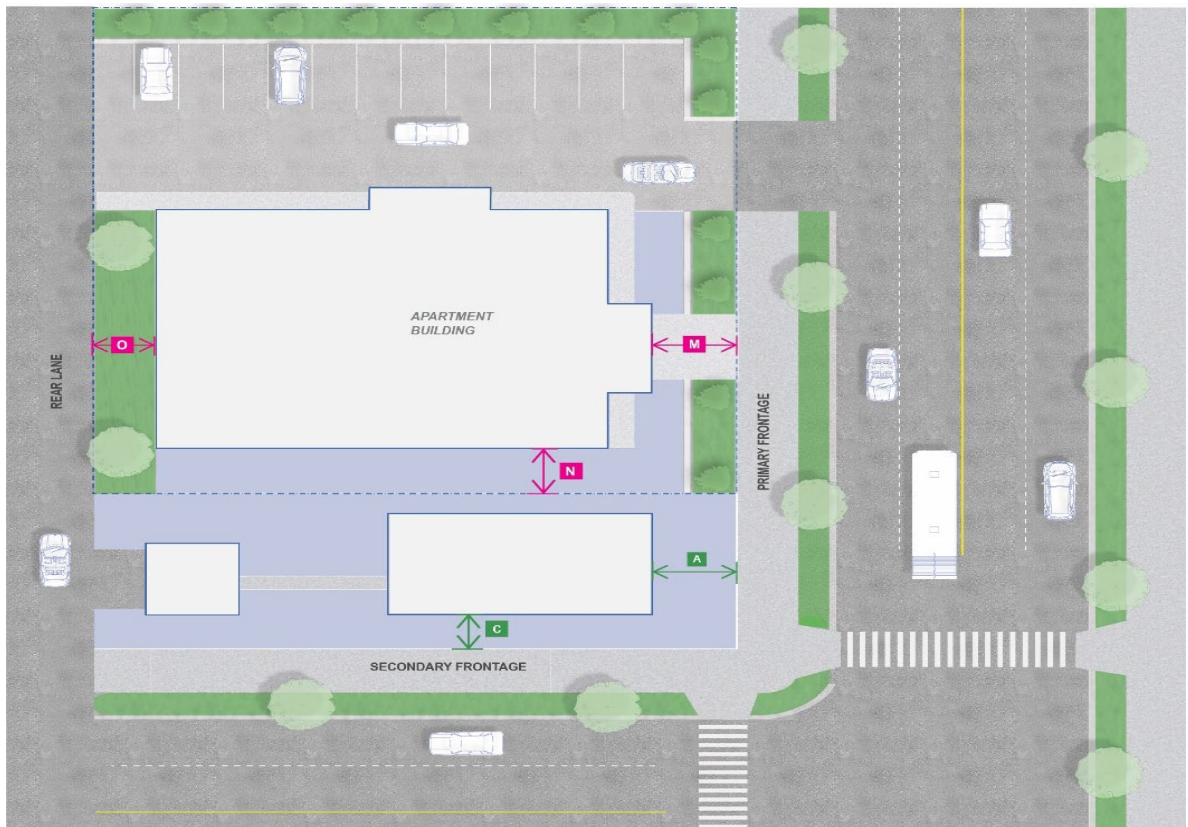 APARTMENT
BUILDING
O
M
REAR LANE
PRIMARY FRONTAGE
N
A
C
SECONDARY FRONTAGE